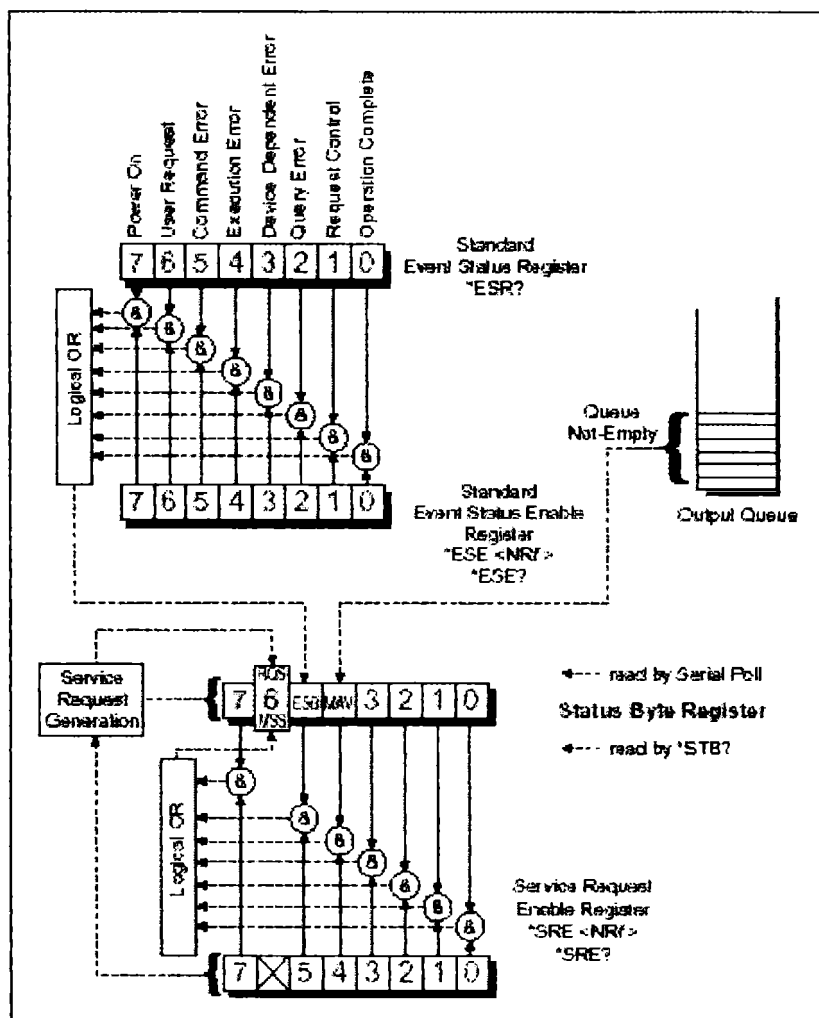 Power On
User Request
Command Error
Execution Error
Device Dependent Error
Query Error
Request Control
Operation Complete
7 6 5 4 3 2 1 0
Standard
Event Status Register
*ESR?
& & & & & & & &
Logical OR
Queue
Not-Empty
Output Queue
7 6 5 4 3 2 1 0
Standard
Event Status Enable
Register
*ESE <NRf>
*ESE?
Service
Request
Generation
RQS
7 6 ESB MAV 3 2 1 0
MSS
read by Serial Poll
Status Byte Register
read by *STB?
& & & & & & &
Logical OR
Service Request
Enable Register
*SRE <NRf>
*SRE?
7 5 4 3 2 1 0